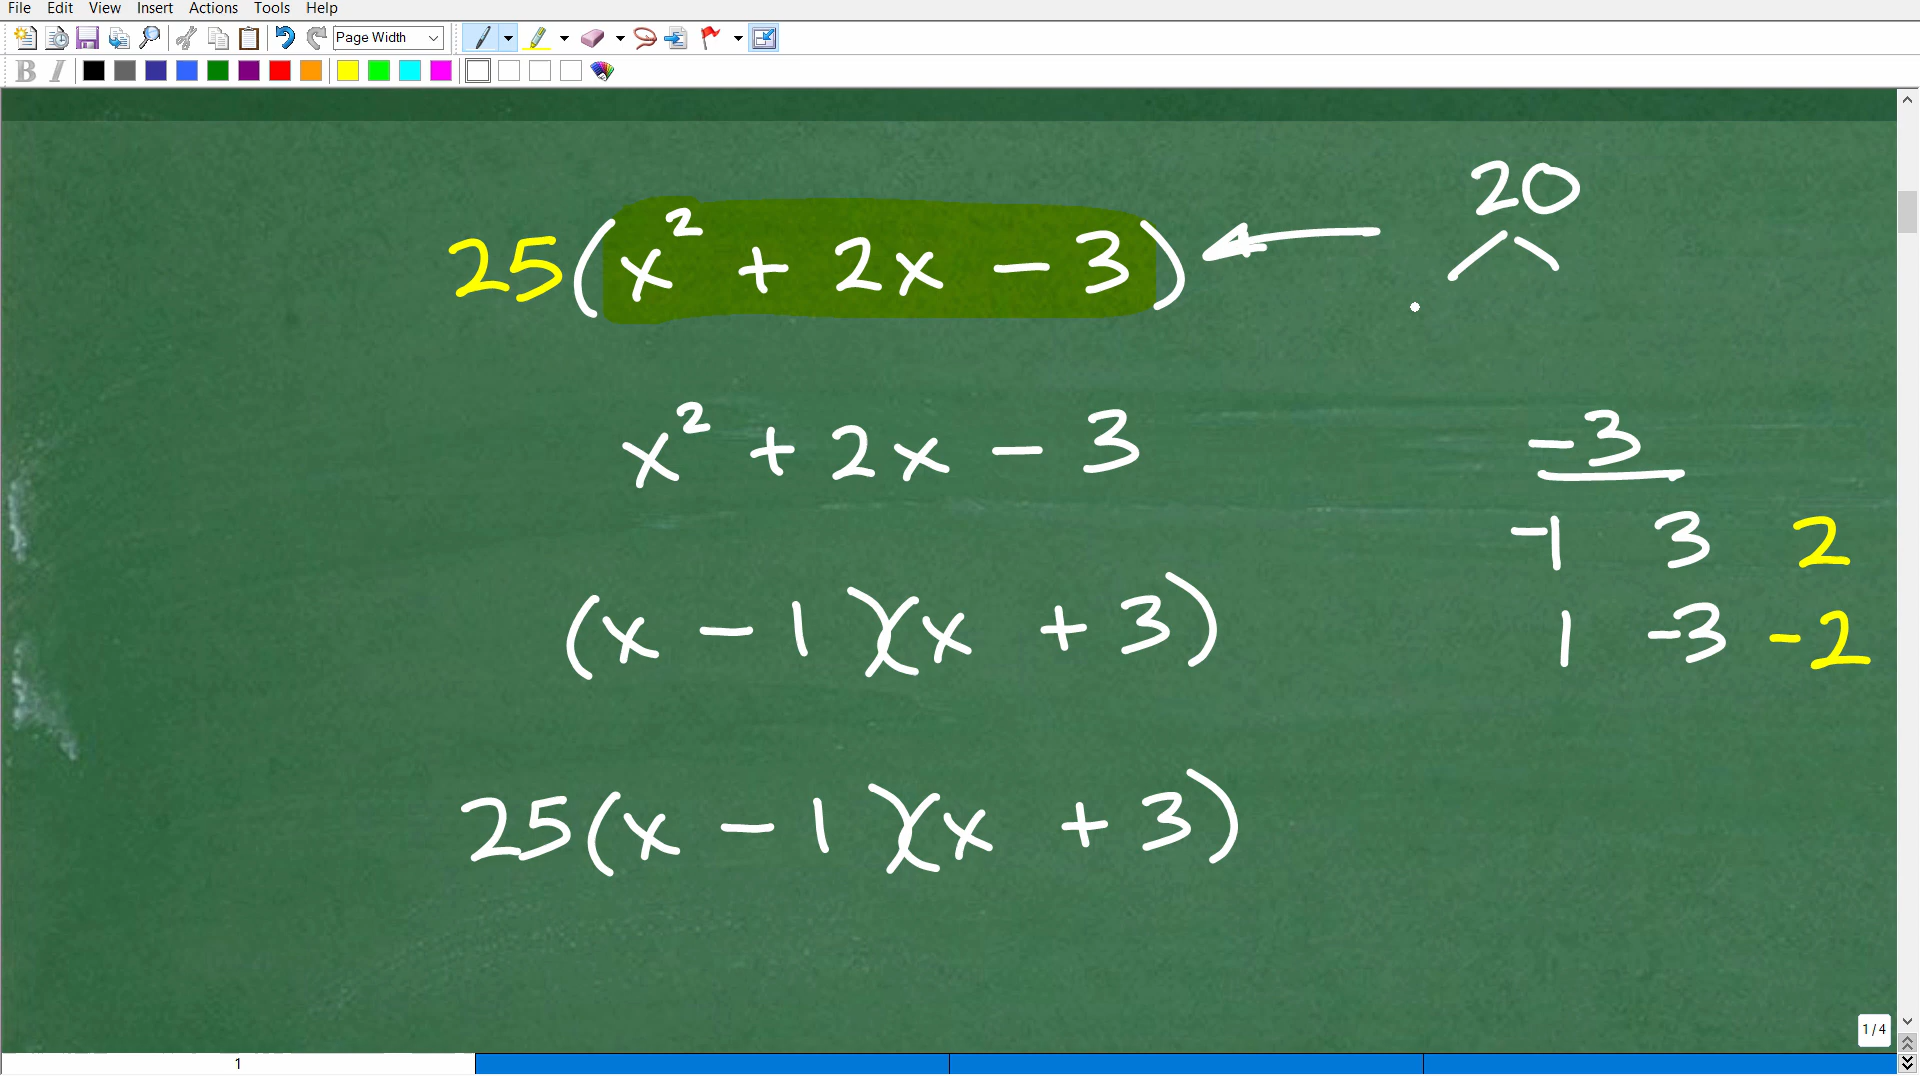 File Edit View Insert Actions Tools Help
Page Width
B I
20
25(x² + 2x - 3)
x² + 2x - 3
-3
-1 3 2
(x - 1)(x + 3)
1 -3 -2
25(x - 1)(x + 3)
1 / 4
1